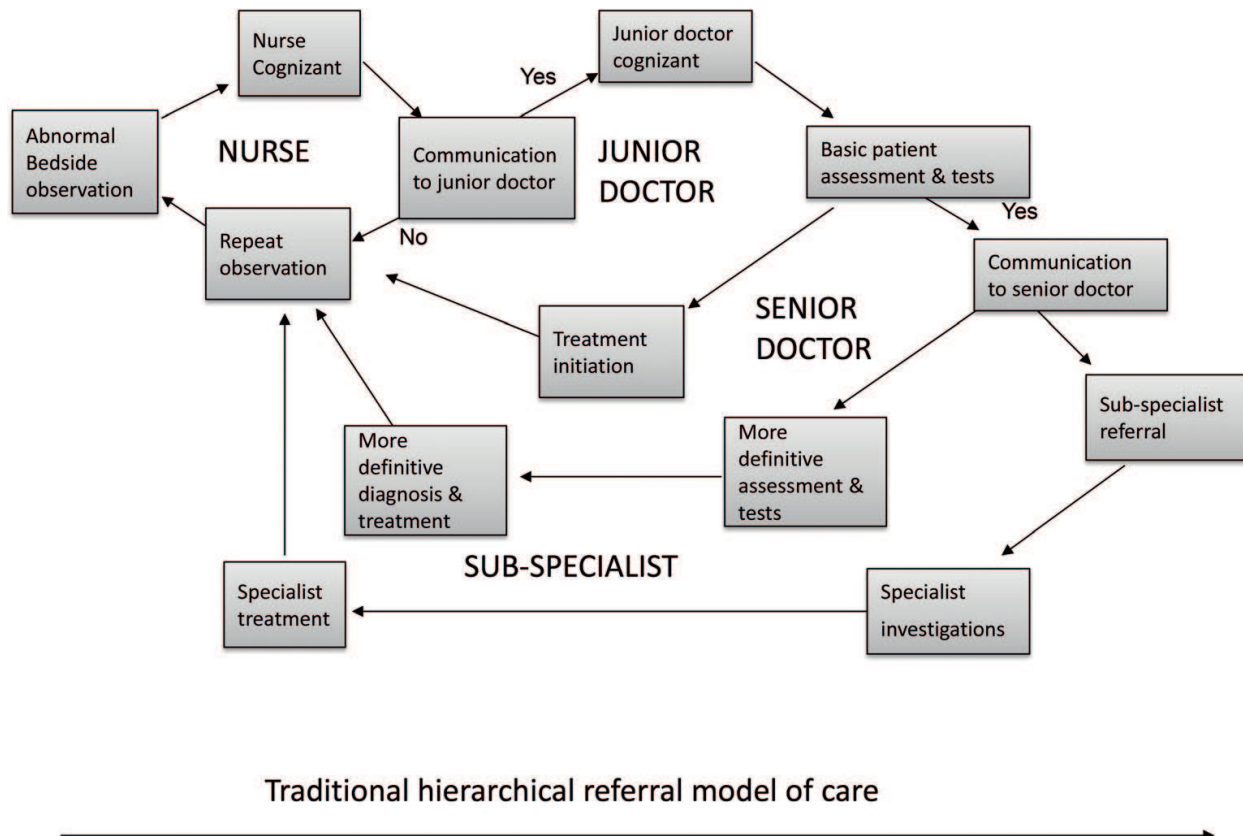 Nurse
Cognizant
Junior doctor
cognizant
Yes
Abnormal
Bedside
observation
NURSE
Communication
to junior doctor
JUNIOR
DOCTOR
Basic patient
assessment & tests
Yes
No
Repeat
observation
Communication
to senior doctor
SENIOR
DOCTOR
Treatment
initiation
Sub-specialist
referral
More
definitive
diagnosis &
treatment
More
definitive
assessment &
tests
SUB-SPECIALIST
Specialist
treatment
Specialist
investigations
Traditional hierarchical referral model of care